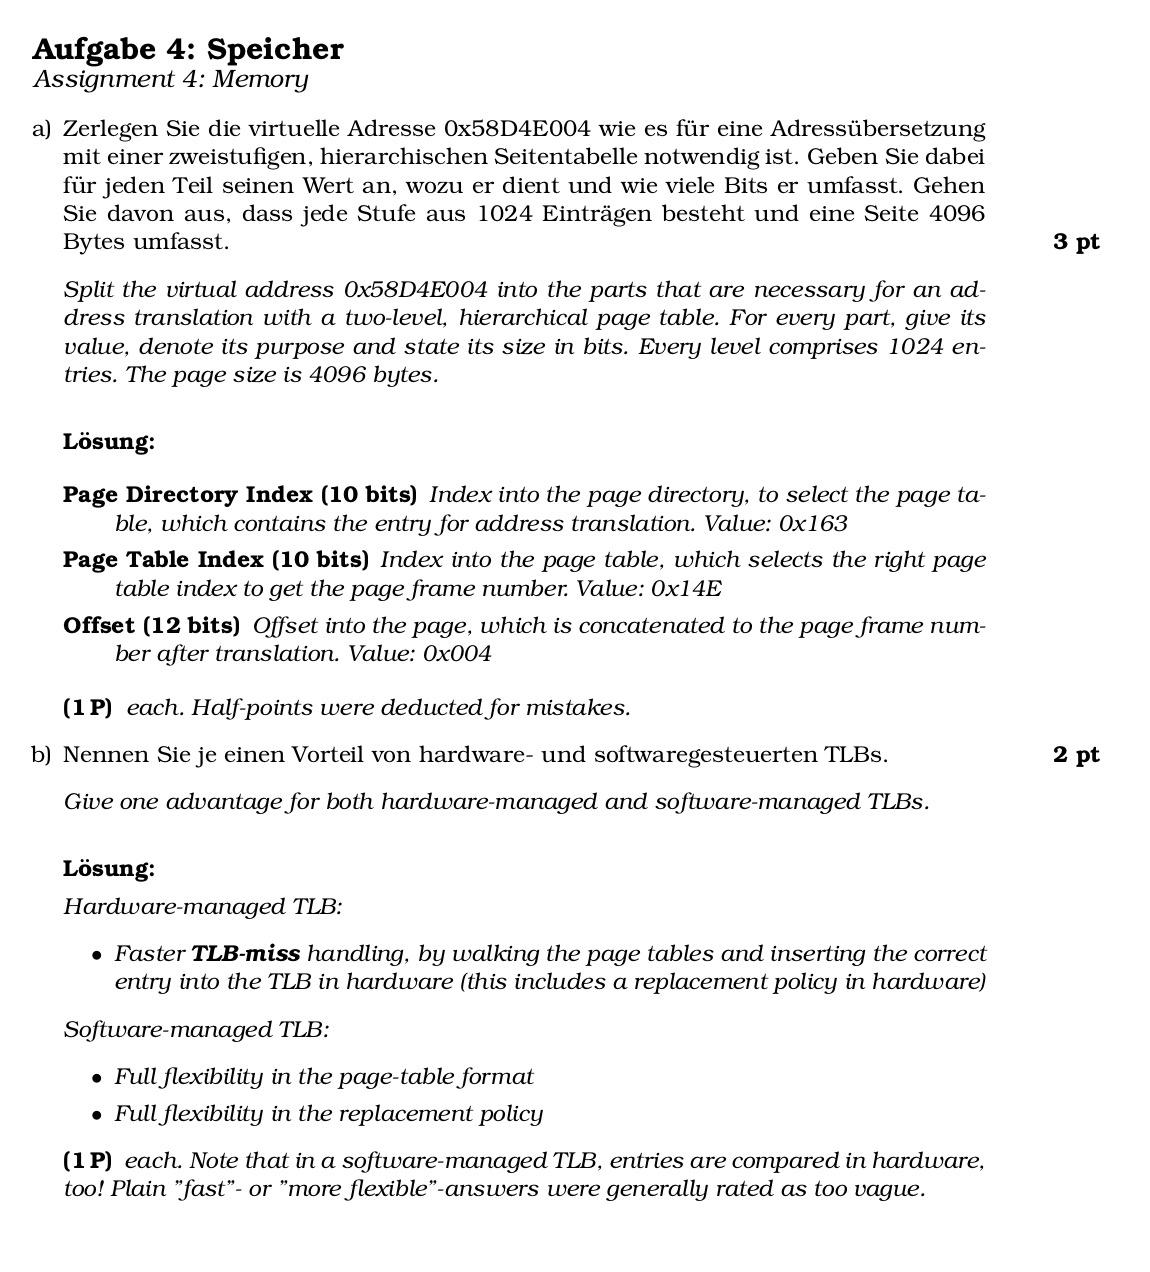 Aufgabe 4: Speicher
Assignment 4: Memory
a) Zerlegen Sie die virtuelle Adresse 0x58D4E004 wie es für eine Adressübersetzung
mit einer zweistufigen, hierarchischen Seitentabelle notwendig ist. Geben Sie dabei
für jeden Teil seinen Wert an, wozu er dient und wie viele Bits er umfasst. Gehen
Sie davon aus, dass jede Stufe aus 1024 Einträgen besteht und eine Seite 4096
Bytes umfasst. 3 pt
Split the virtual address 0x58D4E004 into the parts that are necessary for an ad-
dress translation with a two-level, hierarchical page table. For every part, give its
value, denote its purpose and state its size in bits. Every level comprises 1024 en-
tries. The page size is 4096 bytes.
Lösung:
Page Directory Index (10 bits) Index into the page directory, to select the page ta-
ble, which contains the entry for address translation. Value: 0x163
Page Table Index (10 bits) Index into the page table, which selects the right page
table index to get the page frame number. Value: 0x14E
Offset (12 bits) Offset into the page, which is concatenated to the page frame num-
ber after translation. Value: 0x004
(1 P) each. Half-points were deducted for mistakes.
b) Nennen Sie je einen Vorteil von hardware- und softwaregesteuerten TLBs. 2 pt
Give one advantage for both hardware-managed and software-managed TLBs.
Lösung:
Hardware-managed TLB:
• Faster TLB-miss handling, by walking the page tables and inserting the correct
entry into the TLB in hardware (this includes a replacement policy in hardware)
Software-managed TLB:
• Full flexibility in the page-table format
• Full flexibility in the replacement policy
(1 P) each. Note that in a software-managed TLB, entries are compared in hardware,
too! Plain ”fast”- or ”more flexible”-answers were generally rated as too vague.